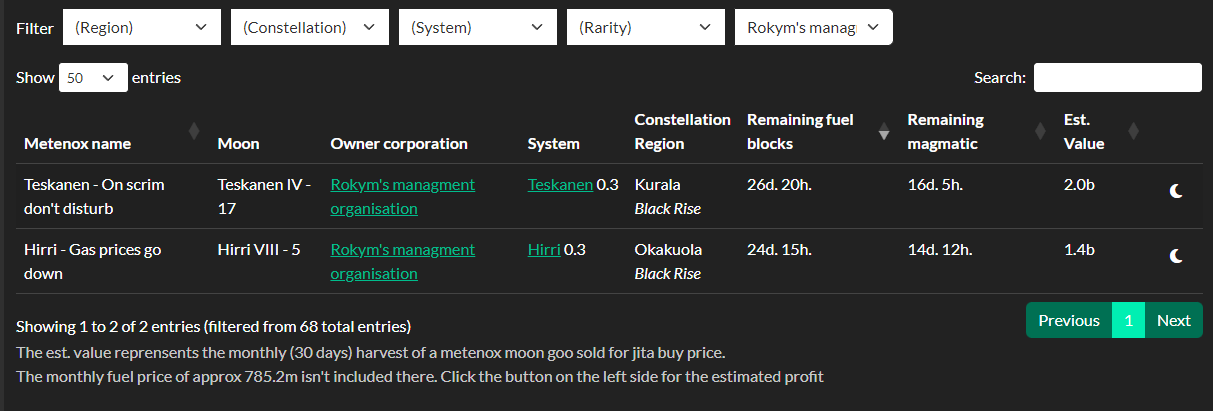 Filter (Region) (Constellation) (System) (Rarity) Rokym's manag
Show 50 entries Search:
Metenox name Moon Owner corporation System Constellation Region Remaining fuel blocks Remaining magmatic Est. Value
Teskanen - On scrim Teskanen IV - Rokym's managment Teskanen 0.3 Kurala 26d. 20h. 16d. 5h. 2.0b
don't disturb 17 organisation Black Rise
Hirri - Gas prices go Hirri VIII - 5 Rokym's managment Hirri 0.3 Okakuola 24d. 15h. 14d. 12h. 1.4b
down organisation Black Rise
Showing 1 to 2 of 2 entries (filtered from 68 total entries) Previous 1 Next
The est. value reprensents the monthly (30 days) harvest of a metenox moon goo sold for jita buy price.
The monthly fuel price of approx 785.2m isn't included there. Click the button on the left side for the estimated profit